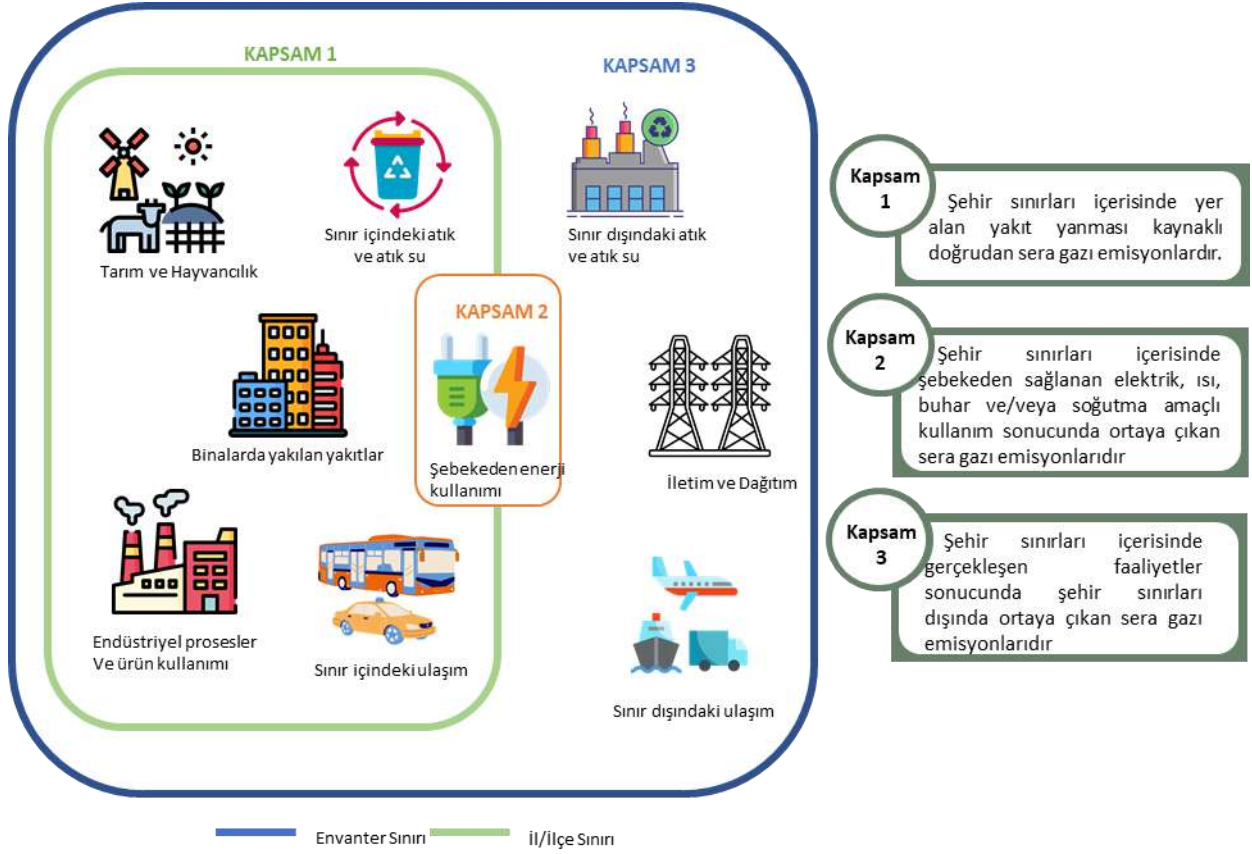 KAPSAM 1
KAPSAM 3
Tarım ve Hayvancılık
Sınır içindeki atık
ve atık su
Sınır dışındaki atık
ve atık su
KAPSAM 2
Binalarda yakılan yakıtlar
Şebekeden enerji
kullanımı
İletim ve Dağıtım
Endüstriyel prosesler
Ve ürün kullanımı
Sınır içindeki ulaşım
Sınır dışındaki ulaşım
Envanter Sınırı
İl/İlçe Sınırı
Kapsam
1
Şehir sınırları içerisinde yer
alan yakıt yanması kaynaklı
doğrudan sera gazı emisyonlardır.
Kapsam
2
Şehir sınırları içerisinde
şebekeden sağlanan elektrik, ısı,
buhar ve/veya soğutma amaçlı
kullanım sonucunda ortaya çıkan
sera gazı emisyonlarıdır
Kapsam
3
Şehir sınırları içerisinde
gerçekleşen faaliyetler
sonucunda şehir sınırları
dışında ortaya çıkan sera gazı
emisyonlarıdır